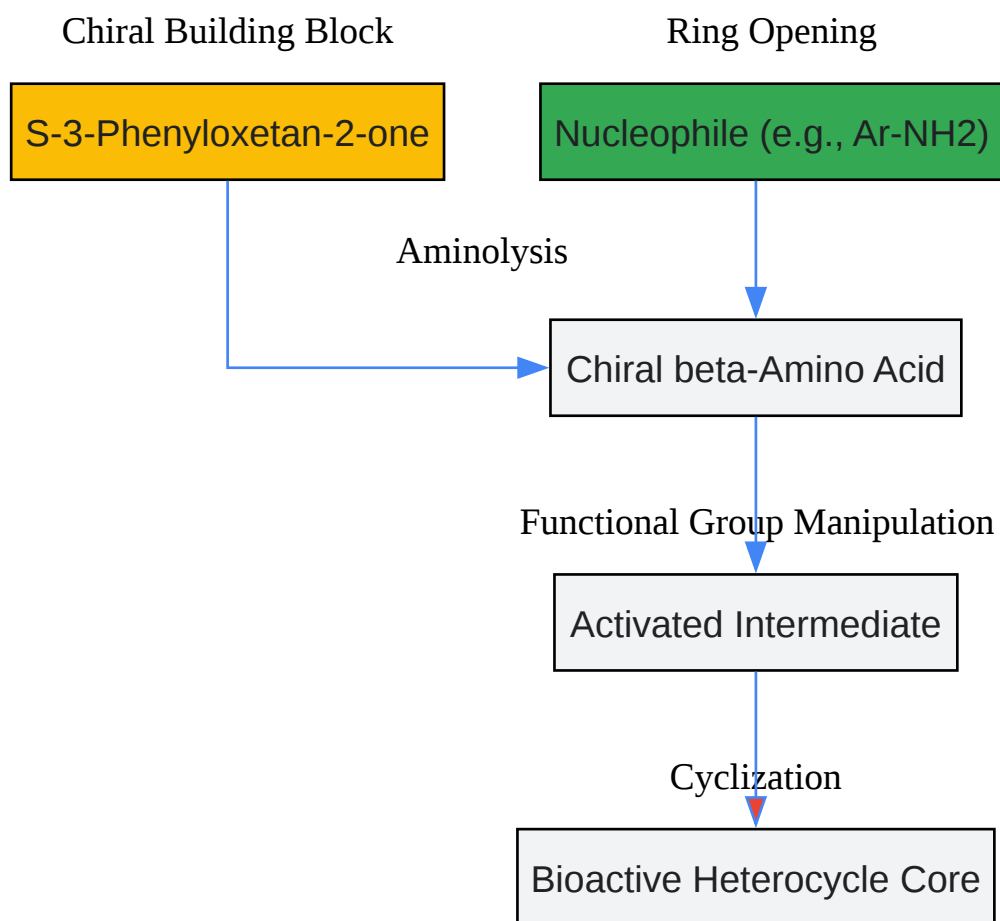 Chiral Building Block
Ring Opening
S-3-Phenyloxetan-2-one
Nucleophile (e.g., Ar-NH2)
Aminolysis
Chiral beta-Amino Acid
Functional Group Manipulation
Activated Intermediate
Cyclization
Bioactive Heterocycle Core